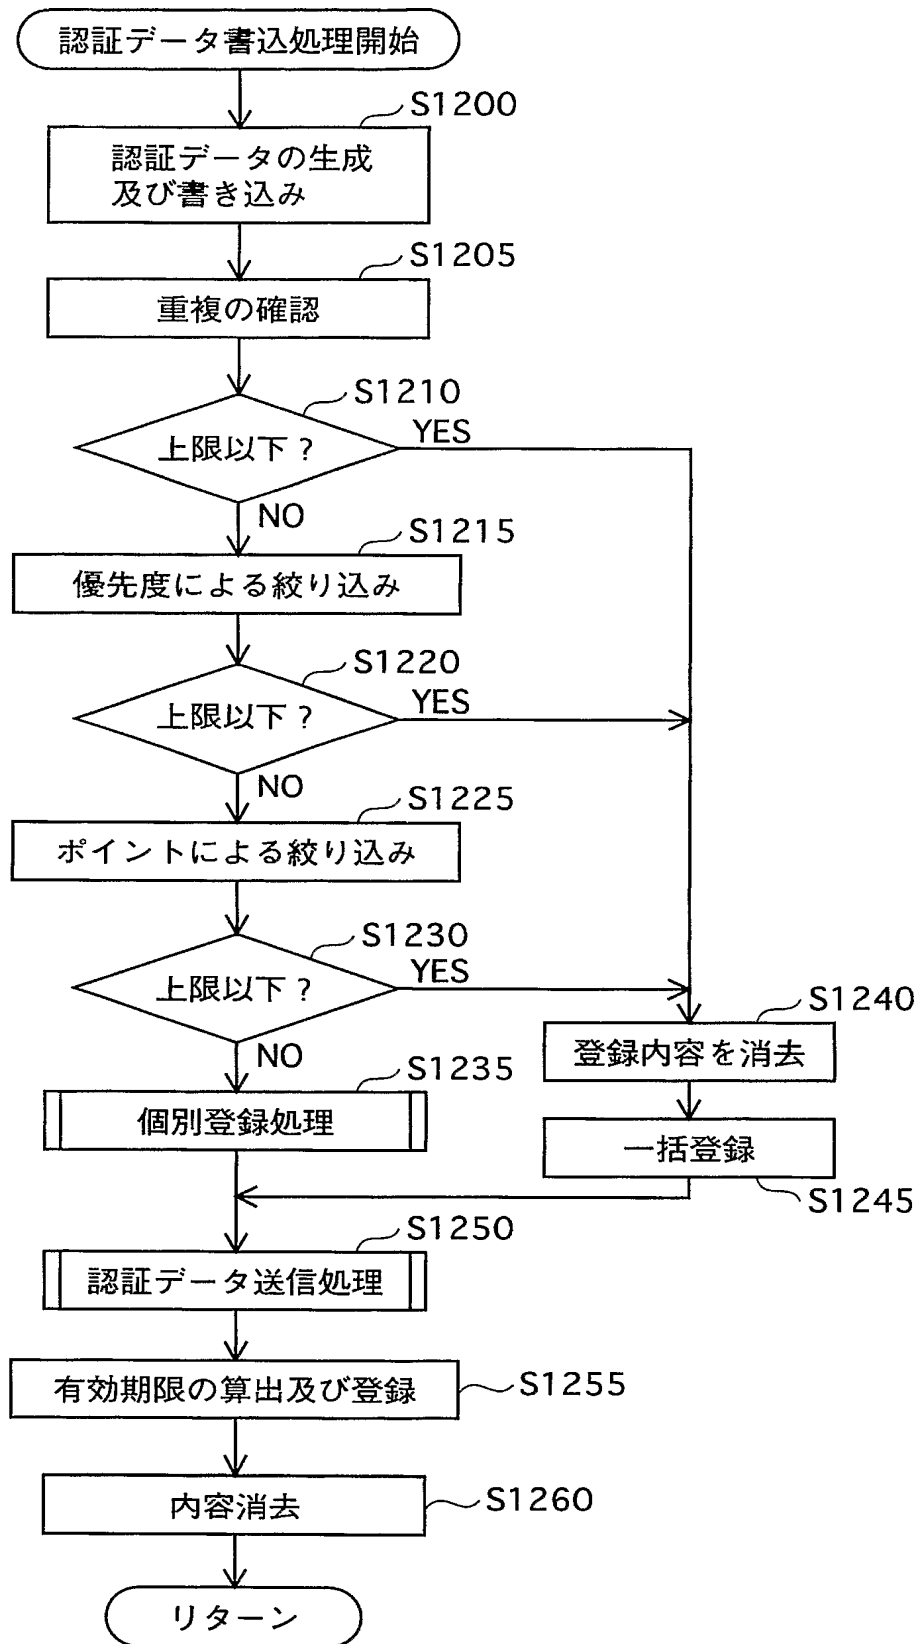 認証データ書込処理開始
S1200
認証データの生成
及び書き込み
S1205
重複の確認
S1210
上限以下?
YES
NO
S1215
優先度による絞り込み
S1220
上限以下?
YES
NO
S1225
ポイントによる絞り込み
S1230
上限以下?
YES
NO
S1240
登録内容を消去
S1235
個別登録処理
一括登録
S1245
S1250
認証データ送信処理
有効期限の算出及び登録
S1255
内容消去
S1260
リターン